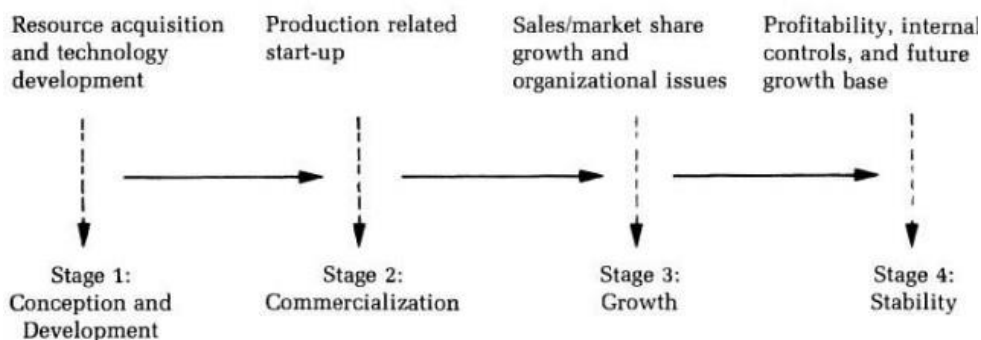 Resource acquisition
and technology
development
Production related
start-up
Sales/market share
growth and
organizational issues
Profitability, internal
controls, and future
growth base
Stage 1:
Conception and
Development
Stage 2:
Commercialization
Stage 3:
Growth
Stage 4:
Stability